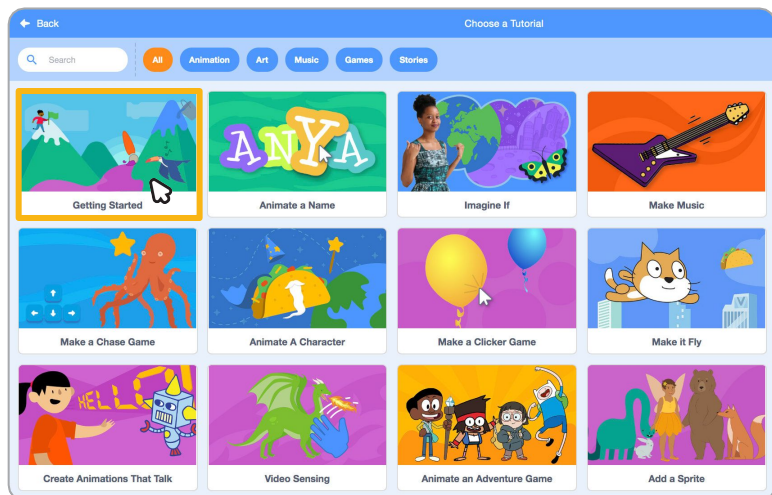 Back
Choose a Tutorial
Search
All
Animation
Art
Music
Games
Stories
ANYA
Getting Started
Animate a Name
Imagine If
Make Music
Make a Chase Game
Animate A Character
Make a Clicker Game
Make it Fly
HELLO!
Create Animations That Talk
Video Sensing
Animate an Adventure Game
Add a Sprite